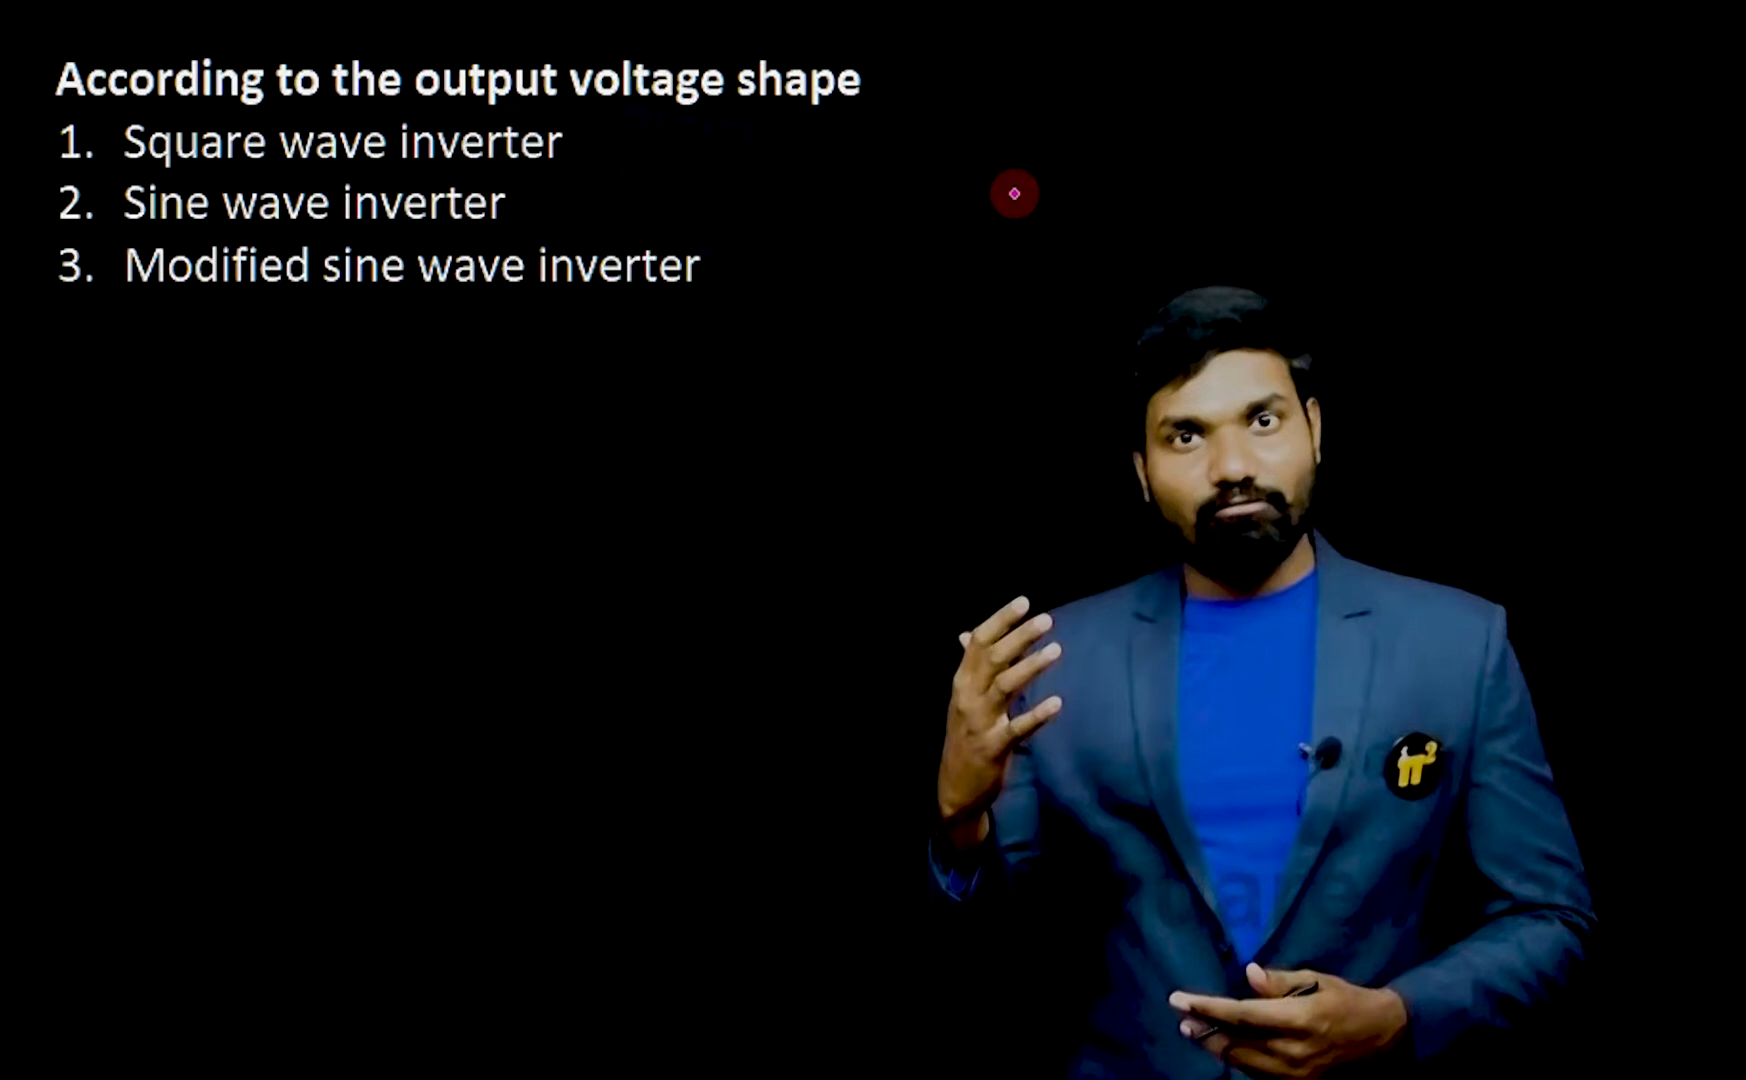 According to the output voltage shape
1. Square wave inverter
2. Sine wave inverter
3. Modified sine wave inverter